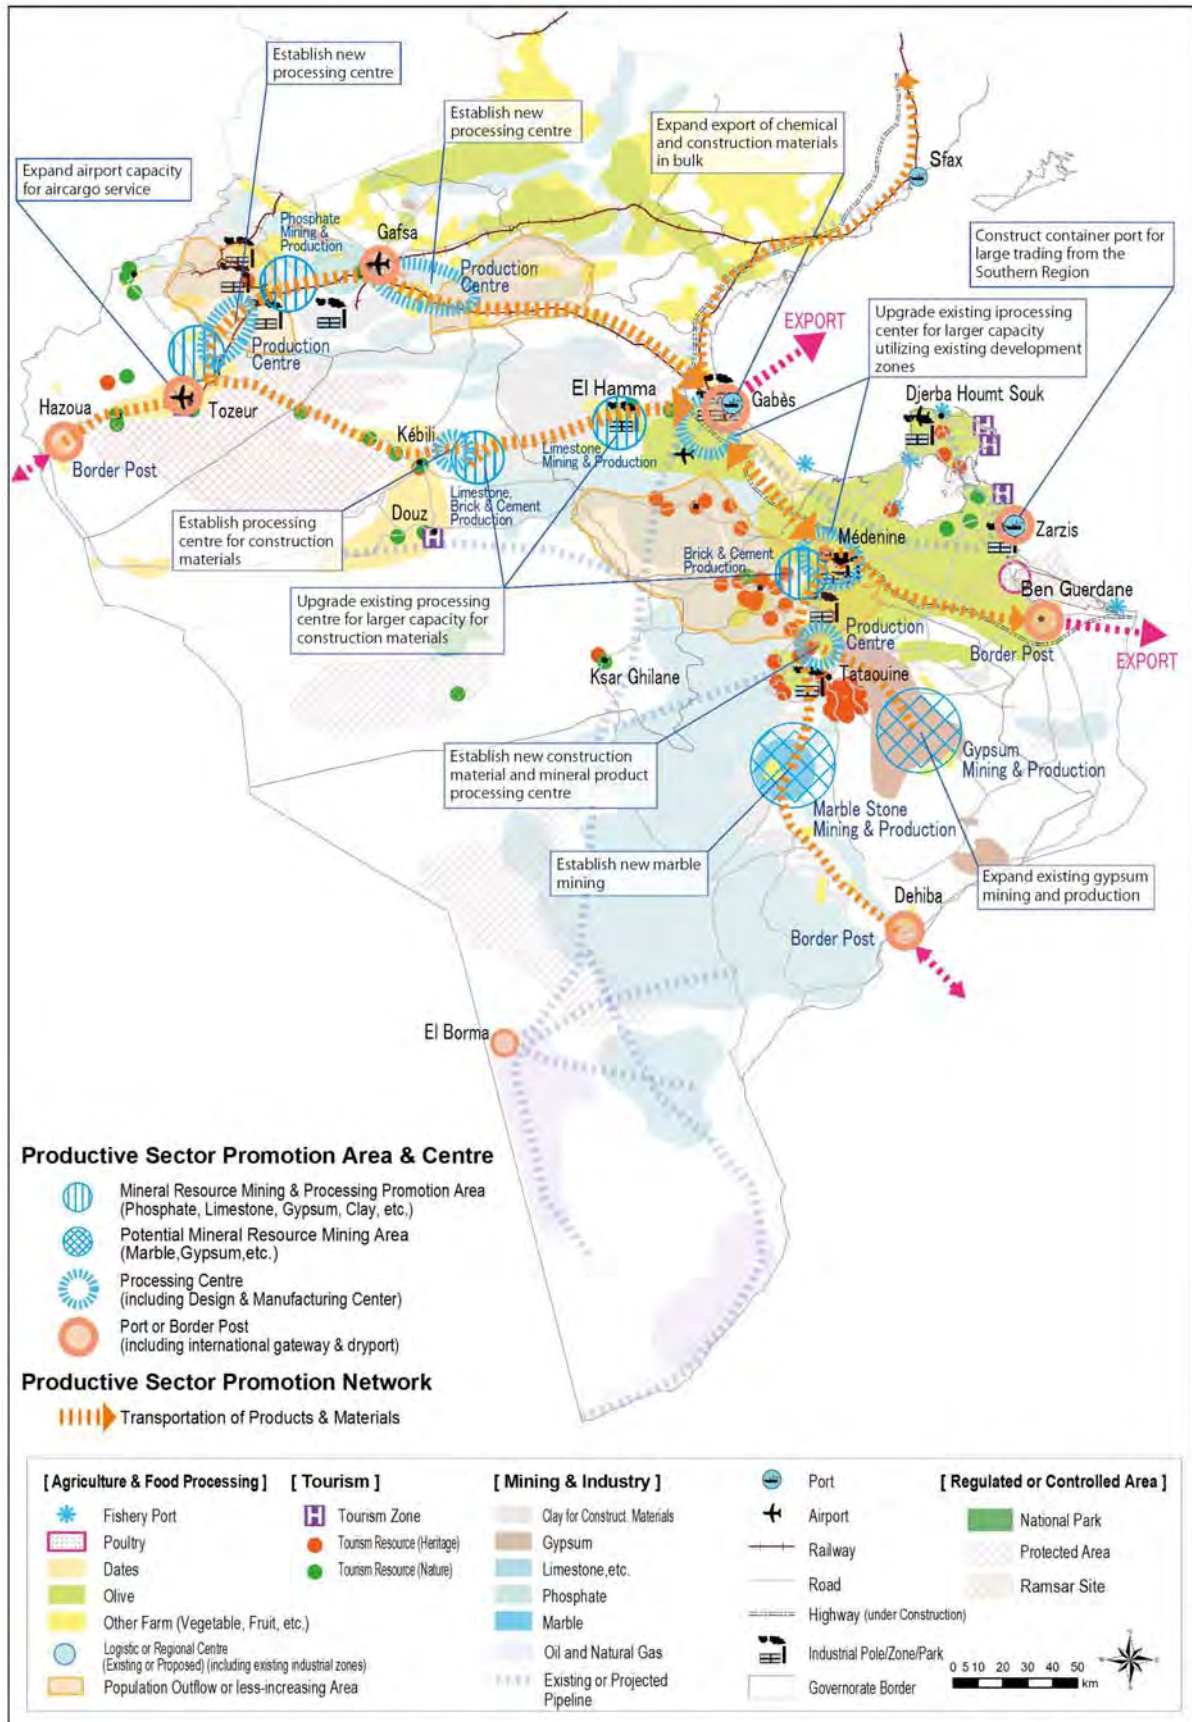 Establish new
processing centre
Establish new
processing centre
Expand export of chemical
and construction materials
in bulk
Sfax
Expand airport capacity
for aircargo service
Phosphate
Mining &
Production
Gafsa
Construct container port for
large trading from the
Southern Region
Production
Centre
Upgrade existing iprocessing
center for larger capacity
utilizing existing development
zones
EXPORT
Production
Centre
El Hamma
Gabès
Djerba Houmt Souk
Hazoua
Tozeur
Kébili
Border Post
Limestone
Mining & Production
Limestone,
Brick & Cement
Production
Establish processing
centre for construction
materials
Douz
Médenine
Zarzis
Brick & Cement
Production
Ben Guerdane
Upgrade existing processing
centre for larger capacity for
construction materials
Production
Centre
Border Post
EXPORT
Ksar Ghilane
Tataouine
Establish new construction
material and mineral product
processing centre
Gypsum
Mining & Production
Marble Stone
Mining & Production
Establish new marble
mining
Expand existing gypsum
mining and production
Dehiba
Border Post
El Borma
Productive Sector Promotion Area & Centre
Mineral Resource Mining & Processing Promotion Area
(Phosphate, Limestone, Gypsum, Clay, etc.)
Potential Mineral Resource Mining Area
(Marble,Gypsum,etc.)
Processing Centre
(including Design & Manufacturing Center)
Port or Border Post
(including international gateway & dryport)
Productive Sector Promotion Network
Transportation of Products & Materials
[ Agriculture & Food Processing ]
Fishery Port
Poultry
Dates
Olive
Other Farm (Vegetable, Fruit, etc.)
Logistic or Regional Centre
(Existing or Proposed) (including existing industrial zones)
Population Outflow or less-increasing Area
[ Tourism ]
H Tourism Zone
Tourism Resource (Heritage)
Tourism Resource (Nature)
[ Mining & Industry ]
Clay for Construct. Materials
Gypsum
Limestone,etc.
Phosphate
Marble
Oil and Natural Gas
Existing or Projected
Pipeline
Port
Airport
Railway
Road
Highway (under Construction)
Industrial Pole/Zone/Park
Governorate Border
[ Regulated or Controlled Area ]
National Park
Protected Area
Ramsar Site
0 5 10 20 30 40 50
km